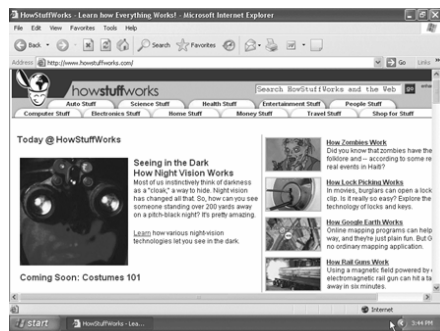 HowStuffWorks - Learn how Everything Works! - Microsoft Internet Explorer
File Edit View Favorites Tools Help
Back Search Favorites
Address http://www.howstuffworks.com/ Go Links
howstuffworks
Search HowStuffWorks and the Web go
Auto Stuff Science Stuff Health Stuff Entertainment Stuff People Stuff
Computer Stuff Electronics Stuff Home Stuff Money Stuff Travel Stuff Shop for Stuff
Today @ HowStuffWorks
Seeing in the Dark
How Night Vision Works
Most of us instinctively think of darkness
as a "cloak," a way to hide. Night vision
has changed all that. So, how can you see
someone standing over 200 yards away
on a pitch-black night? It's pretty amazing.
Learn how various night-vision
technologies let you see in the dark.
Coming Soon: Costumes 101
How Zombies Work
Did you know that zombies have the
folklore and -- according to some re
real events in Haiti?
How Lock Picking Works
In movies, burglars can open a lock
clip. Is it really so easy? Explore the
technology of locks and keys.
How Google Earth Works
Online mapping programs can help
way, and they're just plain fun. But G
no ordinary mapping application.
How Rail Guns Work
Using a magnetic field powered by
electromagnetic rail gun can hit a ta
away in six minutes.
Internet
start HowStuffWorks - Lea... 3:44 PM